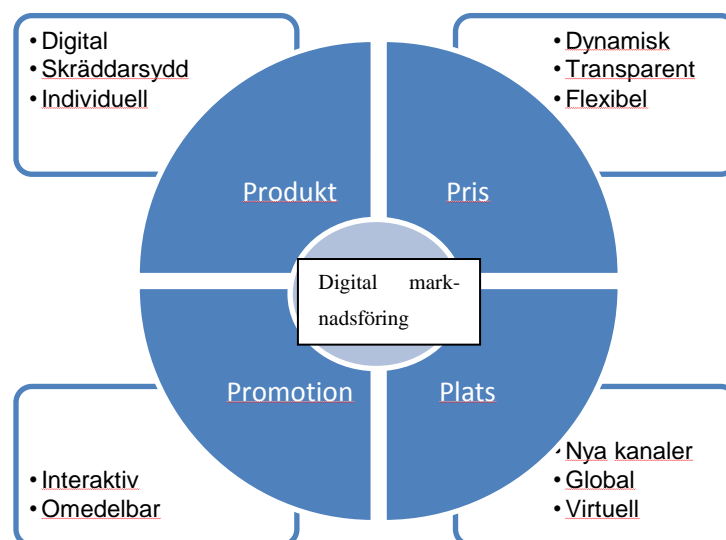 • Digital
• Skräddarsydd
• Individuell
• Dynamisk
• Transparent
• Flexibel
Produkt
Pris
Digital mark-
nadsföring
Promotion
Plats
• Interaktiv
• Omedelbar
• Nya kanaler
• Global
• Virtuell